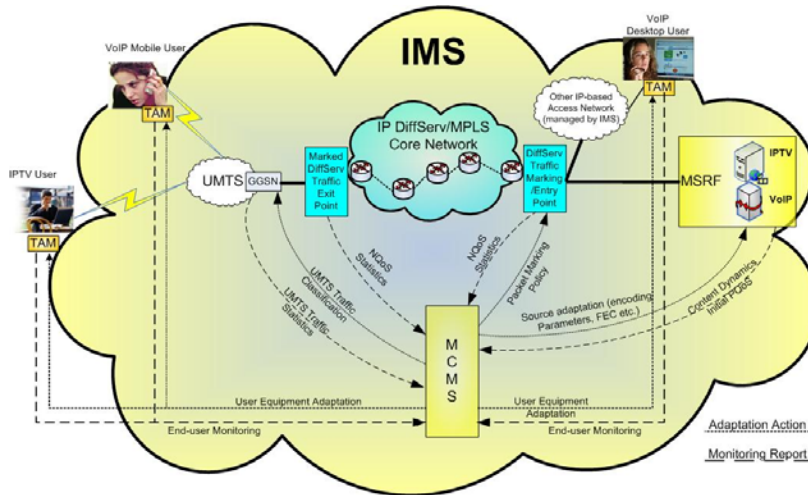 VoIP Mobile User
TAM
IMS
VoIP
Desktop User
TAM
Other IP-based
Access Network
(managed by IMS)
IP DiffServ/MPLS
Core Network
IPTV User
TAM
UMTS
GGSN
Marked
DiffServ
Traffic
Exit
Point
DiffServ
Traffic
Marking
/Entry
Point
MSRF
IPTV
VoIP
NQoS
Statistics
NQoS
Statistics
Packet Marking
Policy
UMTS Traffic
Classification
UMTS Traffic
Statistics
Source adaptation (encoding
Parameters, FEC etc.)
Content Dynamics
Initial PQoS
M
C
M
S
User Equipment Adaptation
User Equipment
Adaptation
End-user Monitoring
End-user Monitoring
Adaptation Action
Monitoring Report